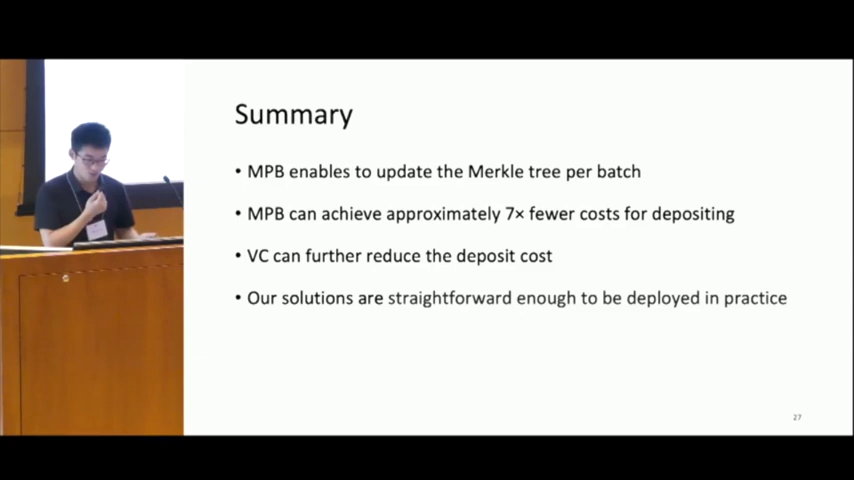 Summary
• MPB enables to update the Merkle tree per batch
• MPB can achieve approximately 7× fewer costs for depositing
• VC can further reduce the deposit cost
• Our solutions are straightforward enough to be deployed in practice
27